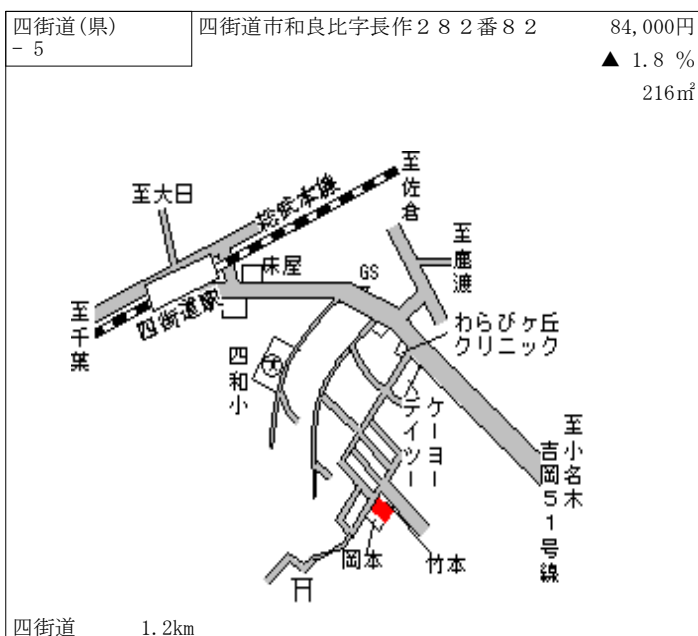 四街道(県)
- 5
四街道市和良比字長作２８２番８２
84,000円
▲ 1.8 %
216㎡
至佐倉
至大日
総武本線
至鹿渡
床屋
GS
四街道駅
至千葉
わらびヶ丘
クリニック
四和小
ケーヨー
デイツー
至小名木
吉岡５１号線
岡本
竹本
四街道 1.2km